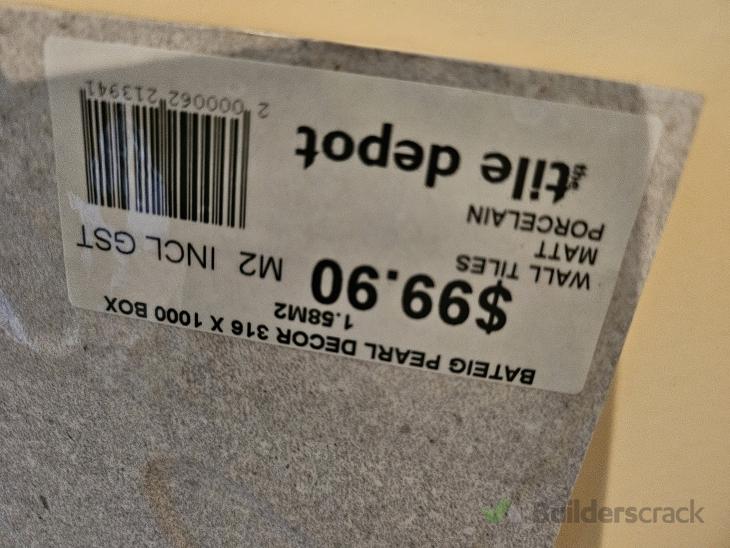 BATEIG PEARL DECOR 316 X 1000 BOX
1.58M2
$99.90 M2 INCL GST
WALL TILES
MATT
PORCELAIN
the tile depot
2 000062 213941
Builderscrack